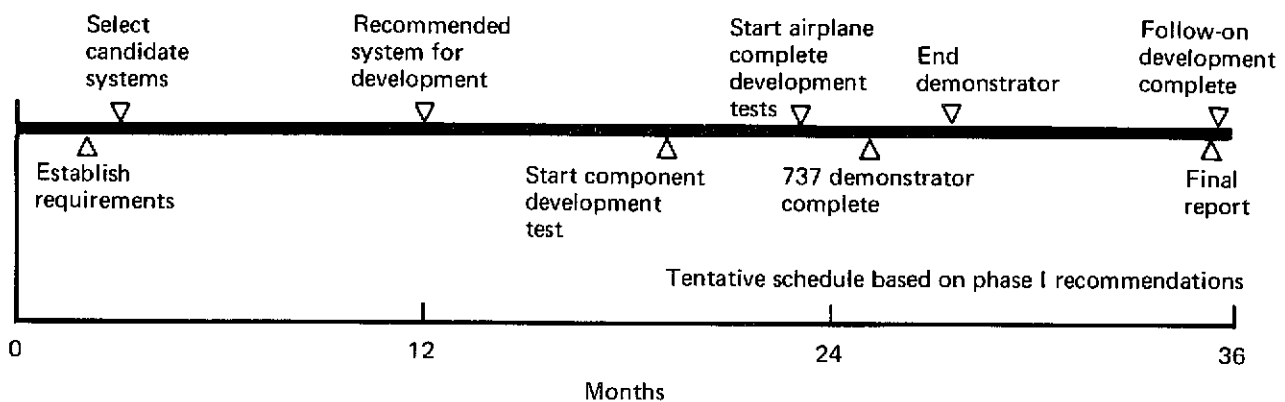 Select
candidate
systems
Recommended
system for
development
Start airplane
complete
development
tests
End
demonstrator
Follow-on
development
complete
Establish
requirements
Start component
development
test
737 demonstrator
complete
Final
report
Tentative schedule based on phase I recommendations
0
12
24
36
Months